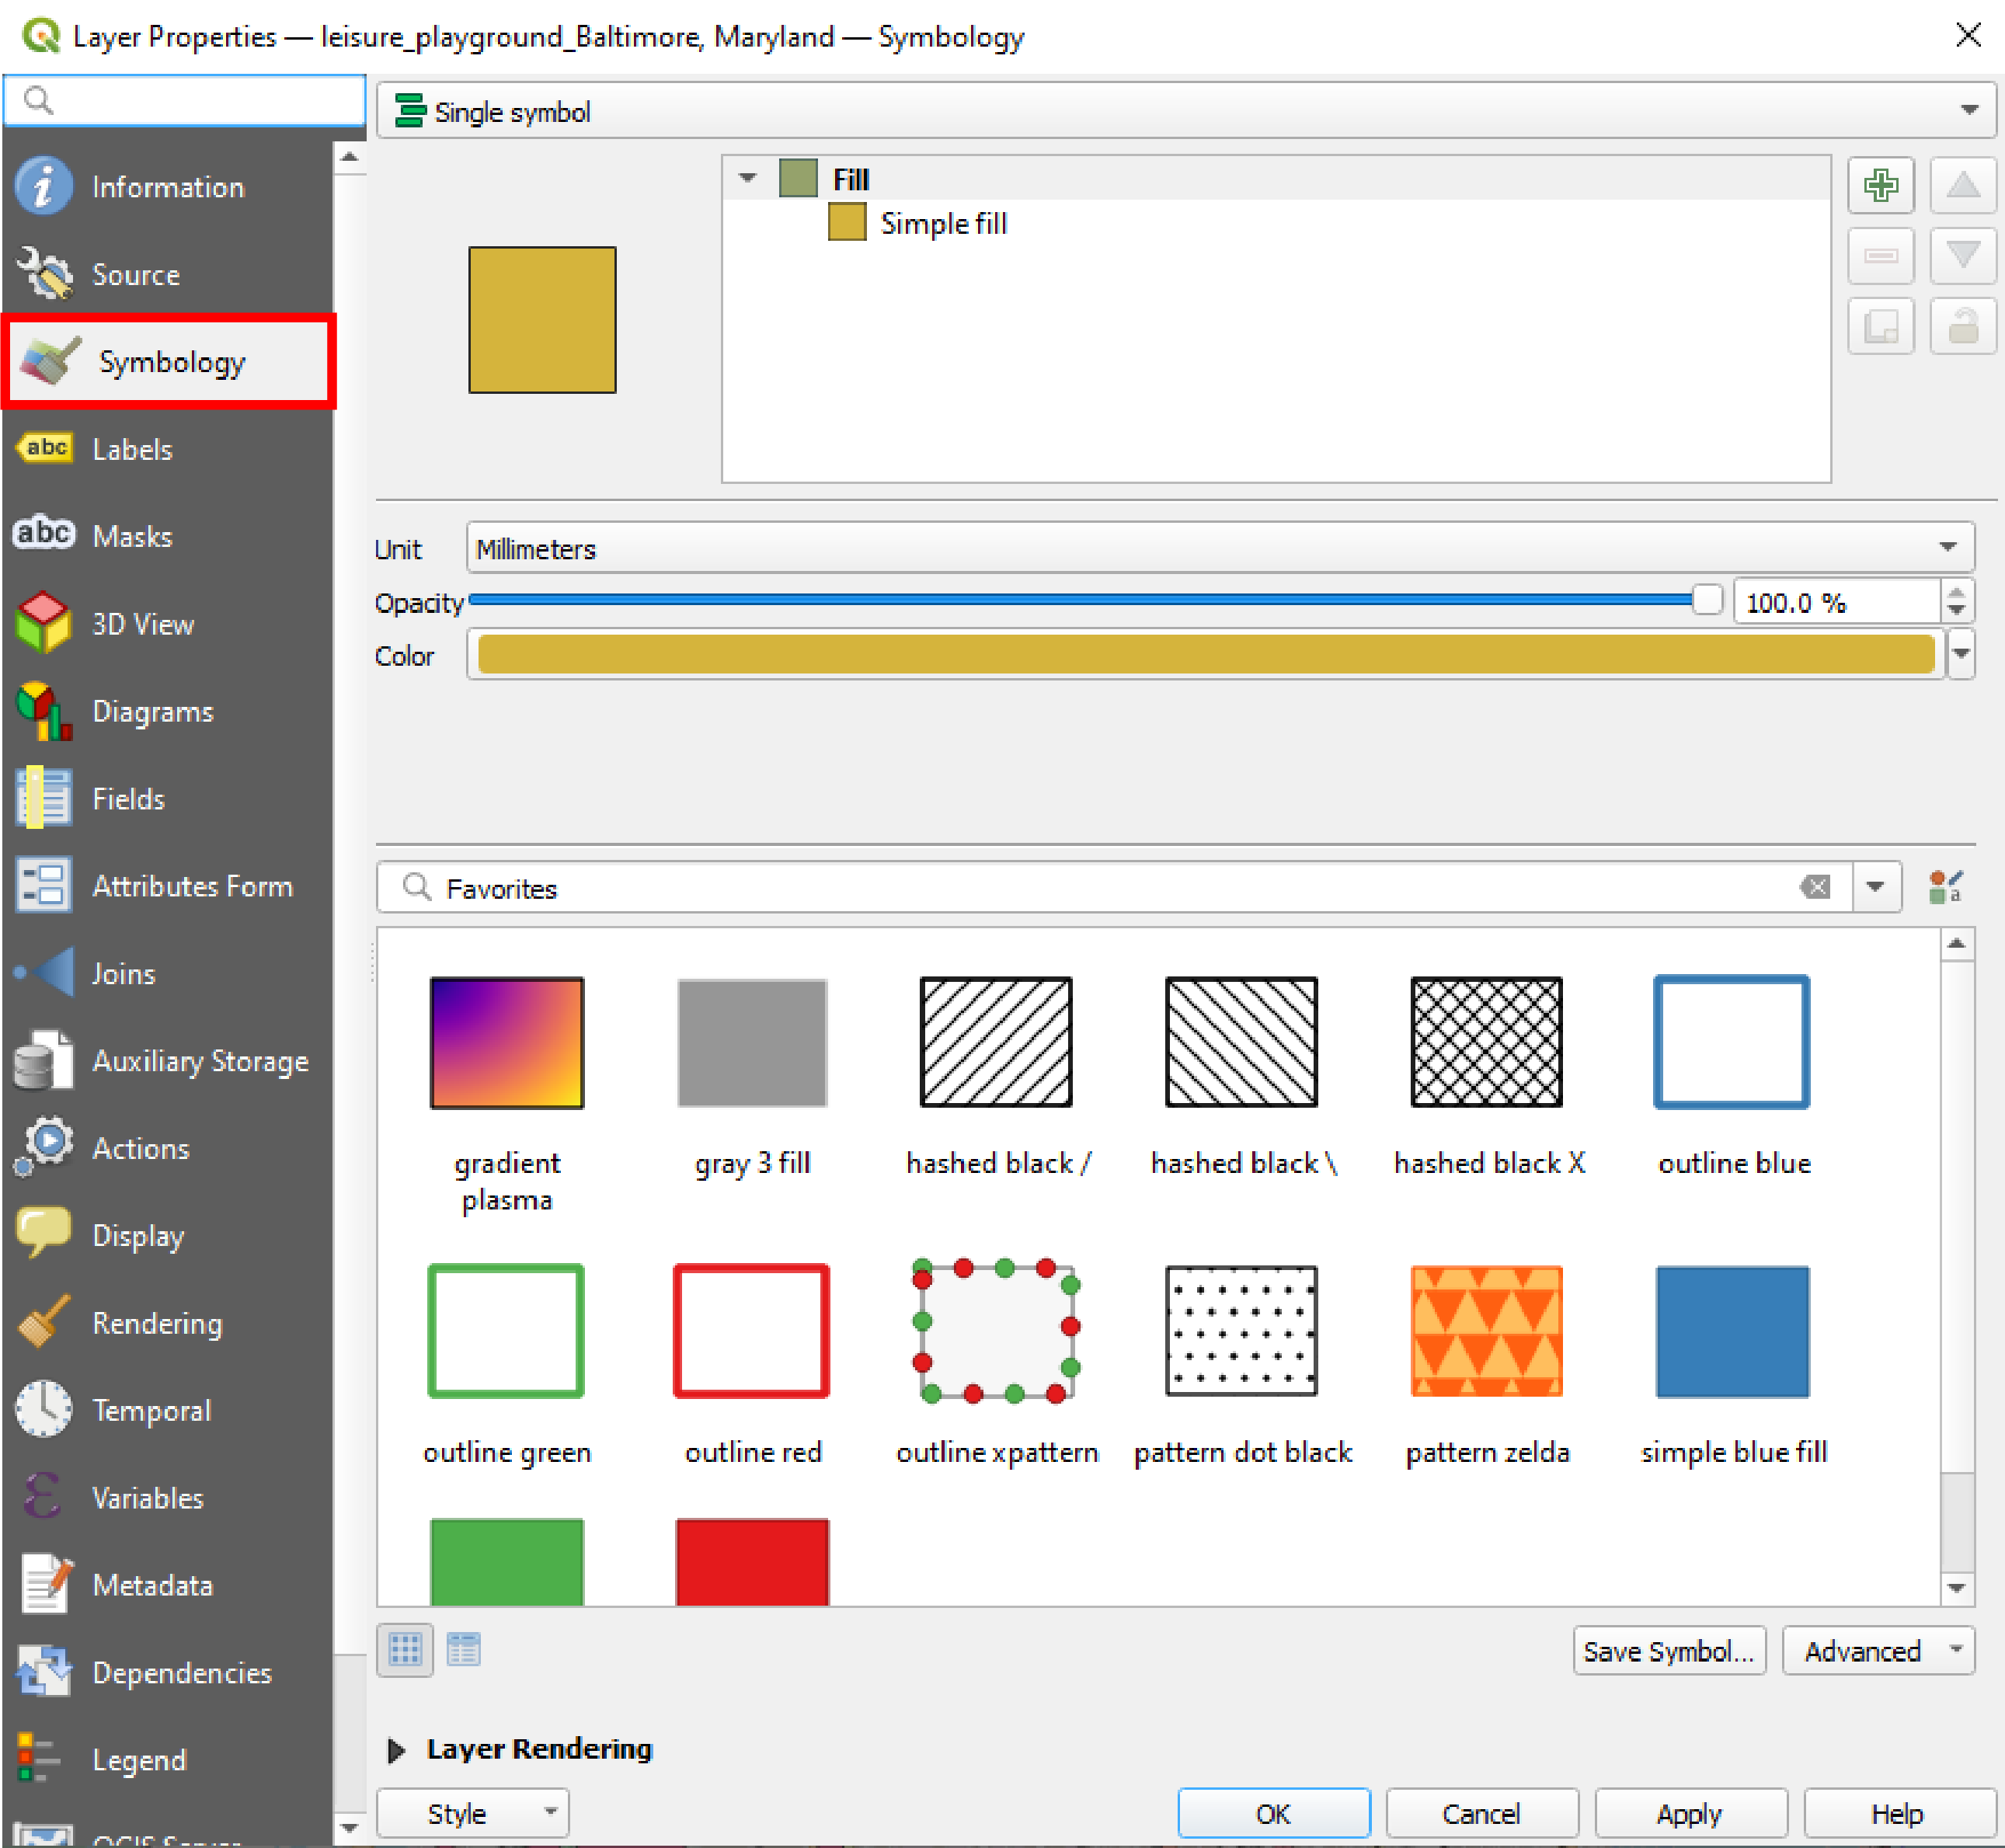 Layer Properties — leisure_playground_Baltimore, Maryland — Symbology
Information
Source
Symbology
abc Labels
abc Masks
3D View
Diagrams
Fields
Attributes Form
Joins
Auxiliary Storage
Actions
Display
Rendering
Temporal
Variables
Metadata
Dependencies
Legend
Single symbol
Fill
Simple fill
Unit Millimeters
Opacity 100.0 %
Color
Favorites
a
gradient plasma
gray 3 fill
hashed black /
hashed black \
hashed black X
outline blue
outline green
outline red
outline xpattern
pattern dot black
pattern zelda
simple blue fill
Save Symbol...
Advanced
Layer Rendering
Style
OK
Cancel
Apply
Help